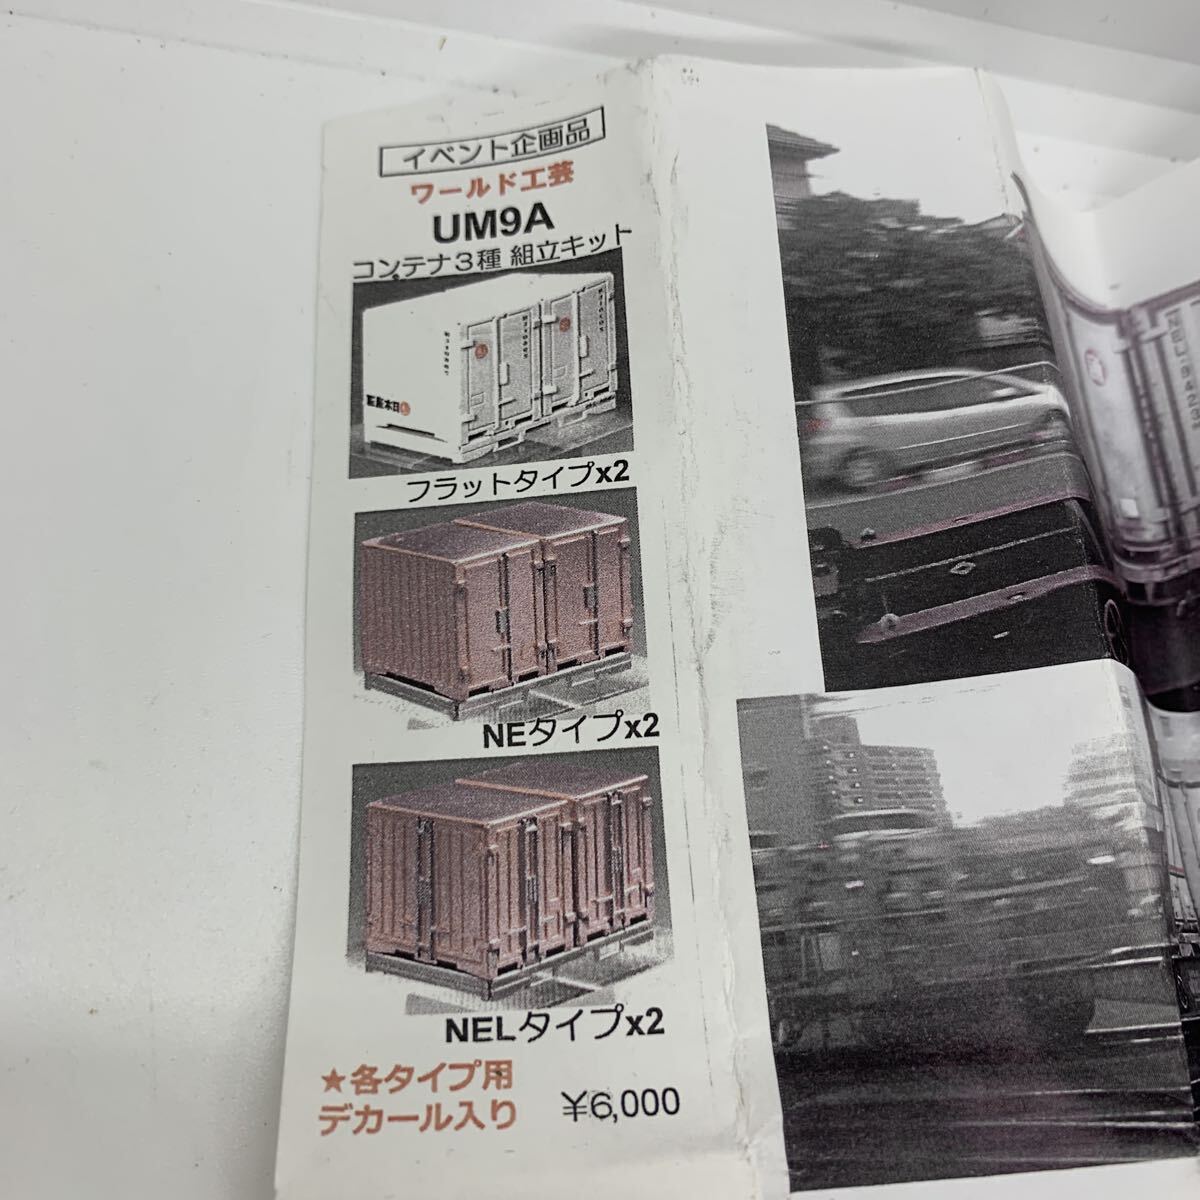 イベント企画品
ワールド工芸
UM9A
コンテナ3種 組立キット
フラットタイプx2
NEタイプx2
NELタイプx2
★各タイプ用
デカール入り
¥6,000